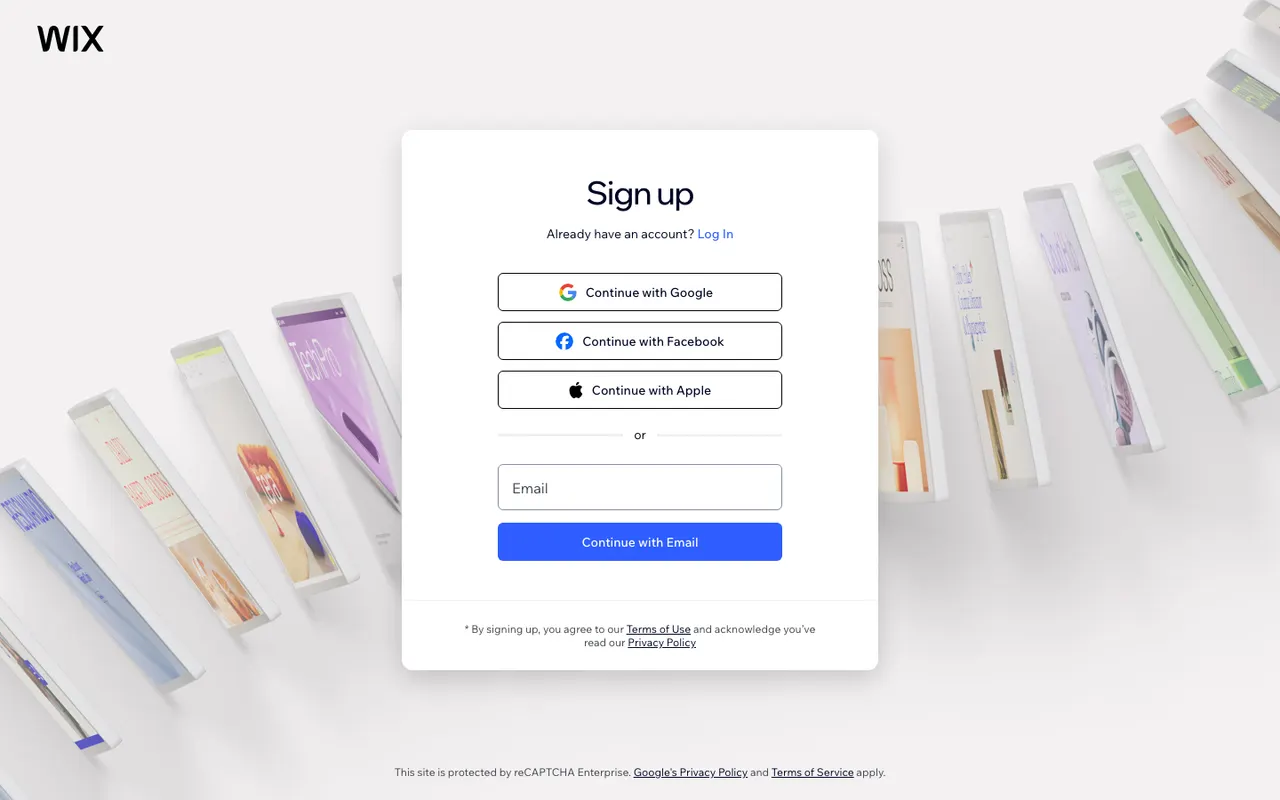 WIX
Sign up
Already have an account? Log In
Continue with Google
Continue with Facebook
Continue with Apple
or
Email
Continue with Email
* By signing up, you agree to our Terms of Use and acknowledge you've
read our Privacy Policy
TechPro
This site is protected by reCAPTCHA Enterprise. Google's Privacy Policy and Terms of Service apply.